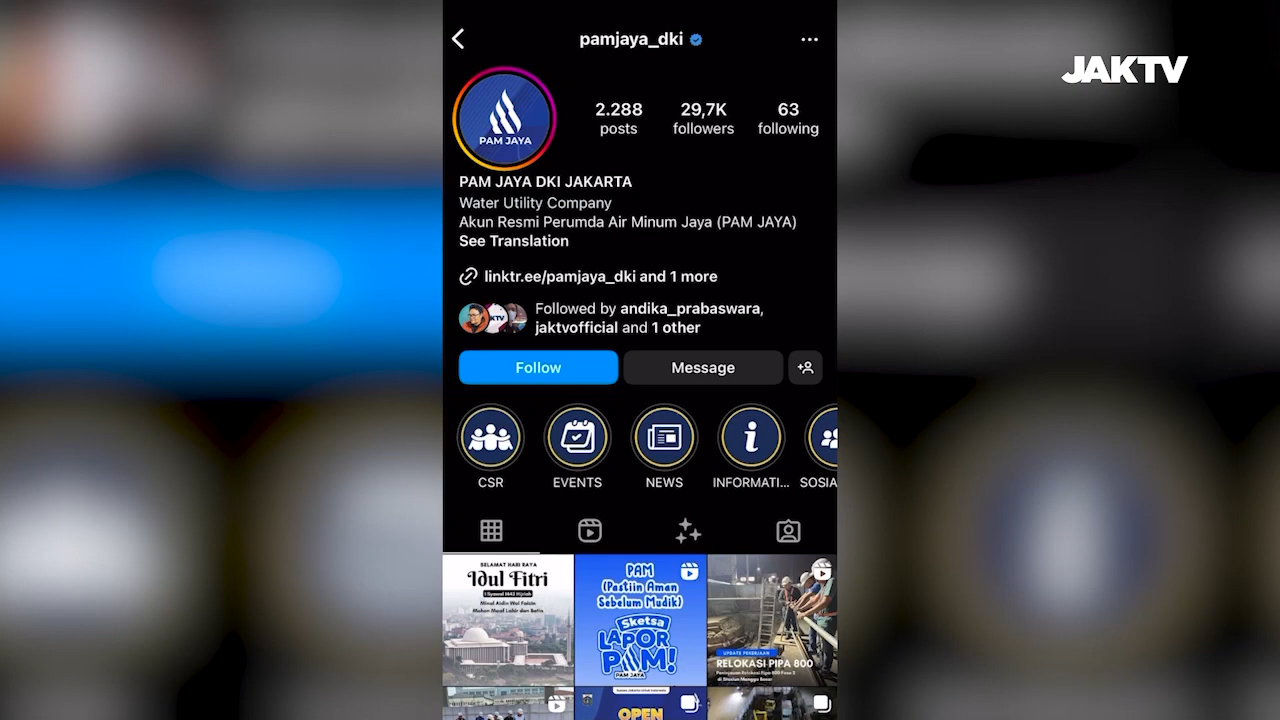 pamjaya_dki
JAKTV
2.288
posts
29,7K
followers
63
following
PAM JAYA
PAM JAYA DKI JAKARTA
Water Utility Company
Akun Resmi Perumda Air Minum Jaya (PAM JAYA)
See Translation
linktr.ee/pamjaya_dki and 1 more
KTV
Followed by andika_prabaswara,
jaktvofficial and 1 other
Follow
Message
CSR
EVENTS
NEWS
INFORMATI...
SOSIA
SELAMAT HARI RAYA
Idul Fitri
Minal Aidin Wal Faizin
Mohon Maaf Lahir dan Batin
PAM
(Pastiin Aman
Sebelum Mudik)
Sketsa
LAPOR
PAM!
PAM JAYA
UPDATE PEKERJAAN
RELOKASI PIPA 800
OPEN